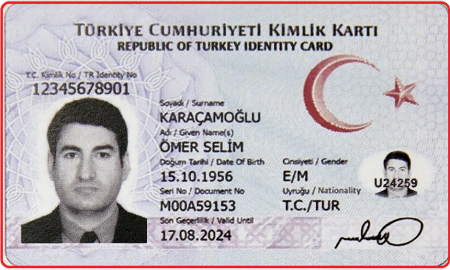 TÜRKİYE CUMHURİYETİ KİMLİK KARTI
REPUBLIC OF TURKEY IDENTITY CARD
T.C. Kimlik No / TR Identity No
12345678901
Soyadı / Surname
KARAÇAMOĞLU
Adı / Given Name(s)
ÖMER SELİM
Doğum Tarihi / Date Of Birth
15.10.1956
Cinsiyeti / Gender
E/M
Seri No / Document No
M00A59153
Uyruğu / Nationality
T.C./TUR
Son Geçerlilik / Valid Until
17.08.2024
U24259